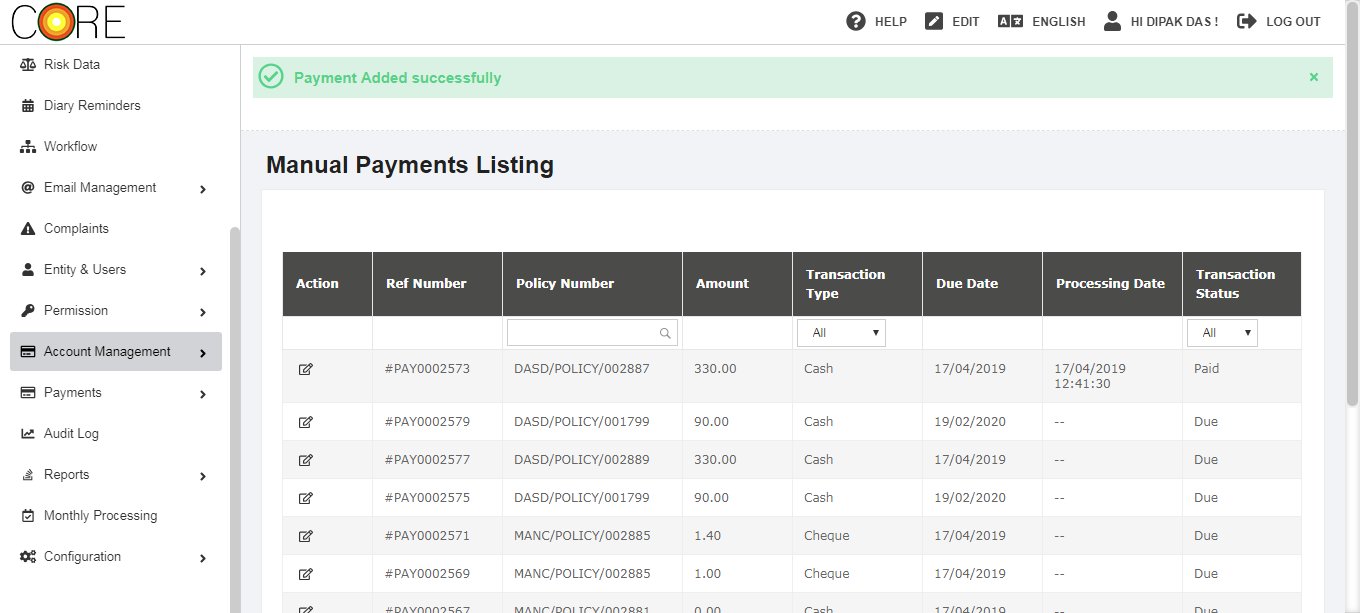 CORE
HELP
EDIT
ENGLISH
HI DIPAK DAS !
LOG OUT
Risk Data
Diary Reminders
Workflow
Email Management
Complaints
Entity & Users
Permission
Account Management
Payments
Audit Log
Reports
Monthly Processing
Configuration
Payment Added successfully
×
Manual Payments Listing
Action Ref Number Policy Number Amount Transaction Type Due Date Processing Date Transaction Status
All All
#PAY0002573 DASD/POLICY/002887 330.00 Cash 17/04/2019 17/04/2019 12:41:30 Paid
#PAY0002579 DASD/POLICY/001799 90.00 Cash 19/02/2020 -- Due
#PAY0002577 DASD/POLICY/002889 330.00 Cash 17/04/2019 -- Due
#PAY0002575 DASD/POLICY/001799 90.00 Cash 19/02/2020 -- Due
#PAY0002571 MANC/POLICY/002885 1.40 Cheque 17/04/2019 -- Due
#PAY0002569 MANC/POLICY/002885 1.00 Cheque 17/04/2019 -- Due
#PAY0002567 MANC/POLICY/002881 0.00 Cash 17/04/2019 -- Due